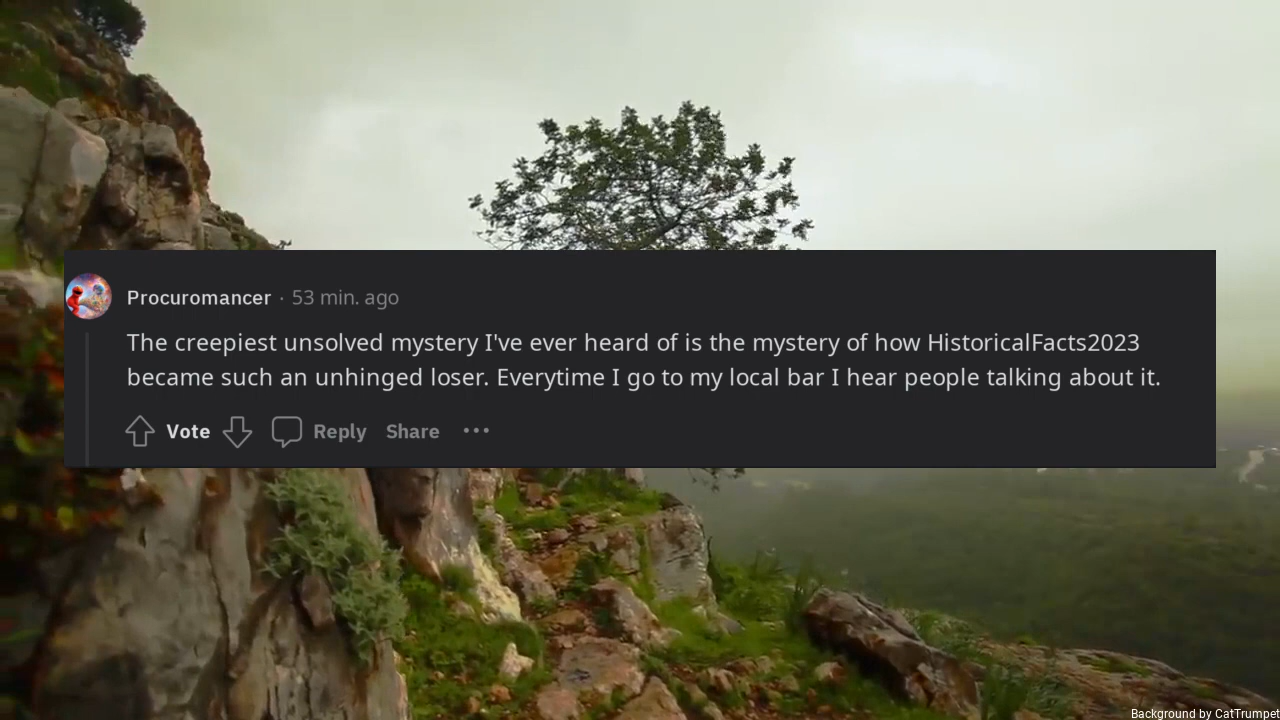 Procuromancer · 53 min. ago
The creepiest unsolved mystery I've ever heard of is the mystery of how HistoricalFacts2023
became such an unhinged loser. Everytime I go to my local bar I hear people talking about it.
Vote Reply Share •••
Background by CatTrumpet